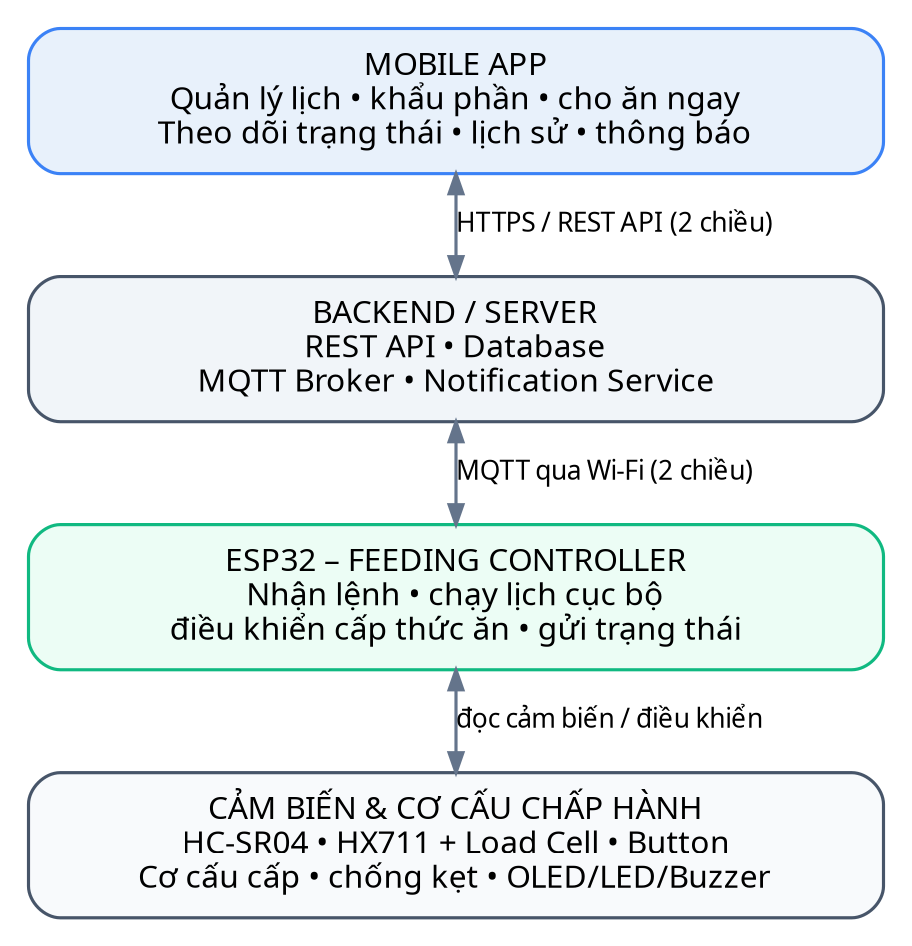 MOBILE APP
Quản lý lịch • khẩu phần • cho ăn ngay
Theo dõi trạng thái • lịch sử • thông báo
HTTPS / REST API (2 chiều)
BACKEND / SERVER
REST API • Database
MQTT Broker • Notification Service
MQTT qua Wi-Fi (2 chiều)
ESP32 – FEEDING CONTROLLER
Nhận lệnh • chạy lịch cục bộ
điều khiển cấp thức ăn • gửi trạng thái
đọc cảm biến / điều khiển
CẢM BIẾN & CƠ CẤU CHẤP HÀNH
HC-SR04 • HX711 + Load Cell • Button
Cơ cấu cấp • chống kẹt • OLED/LED/Buzzer